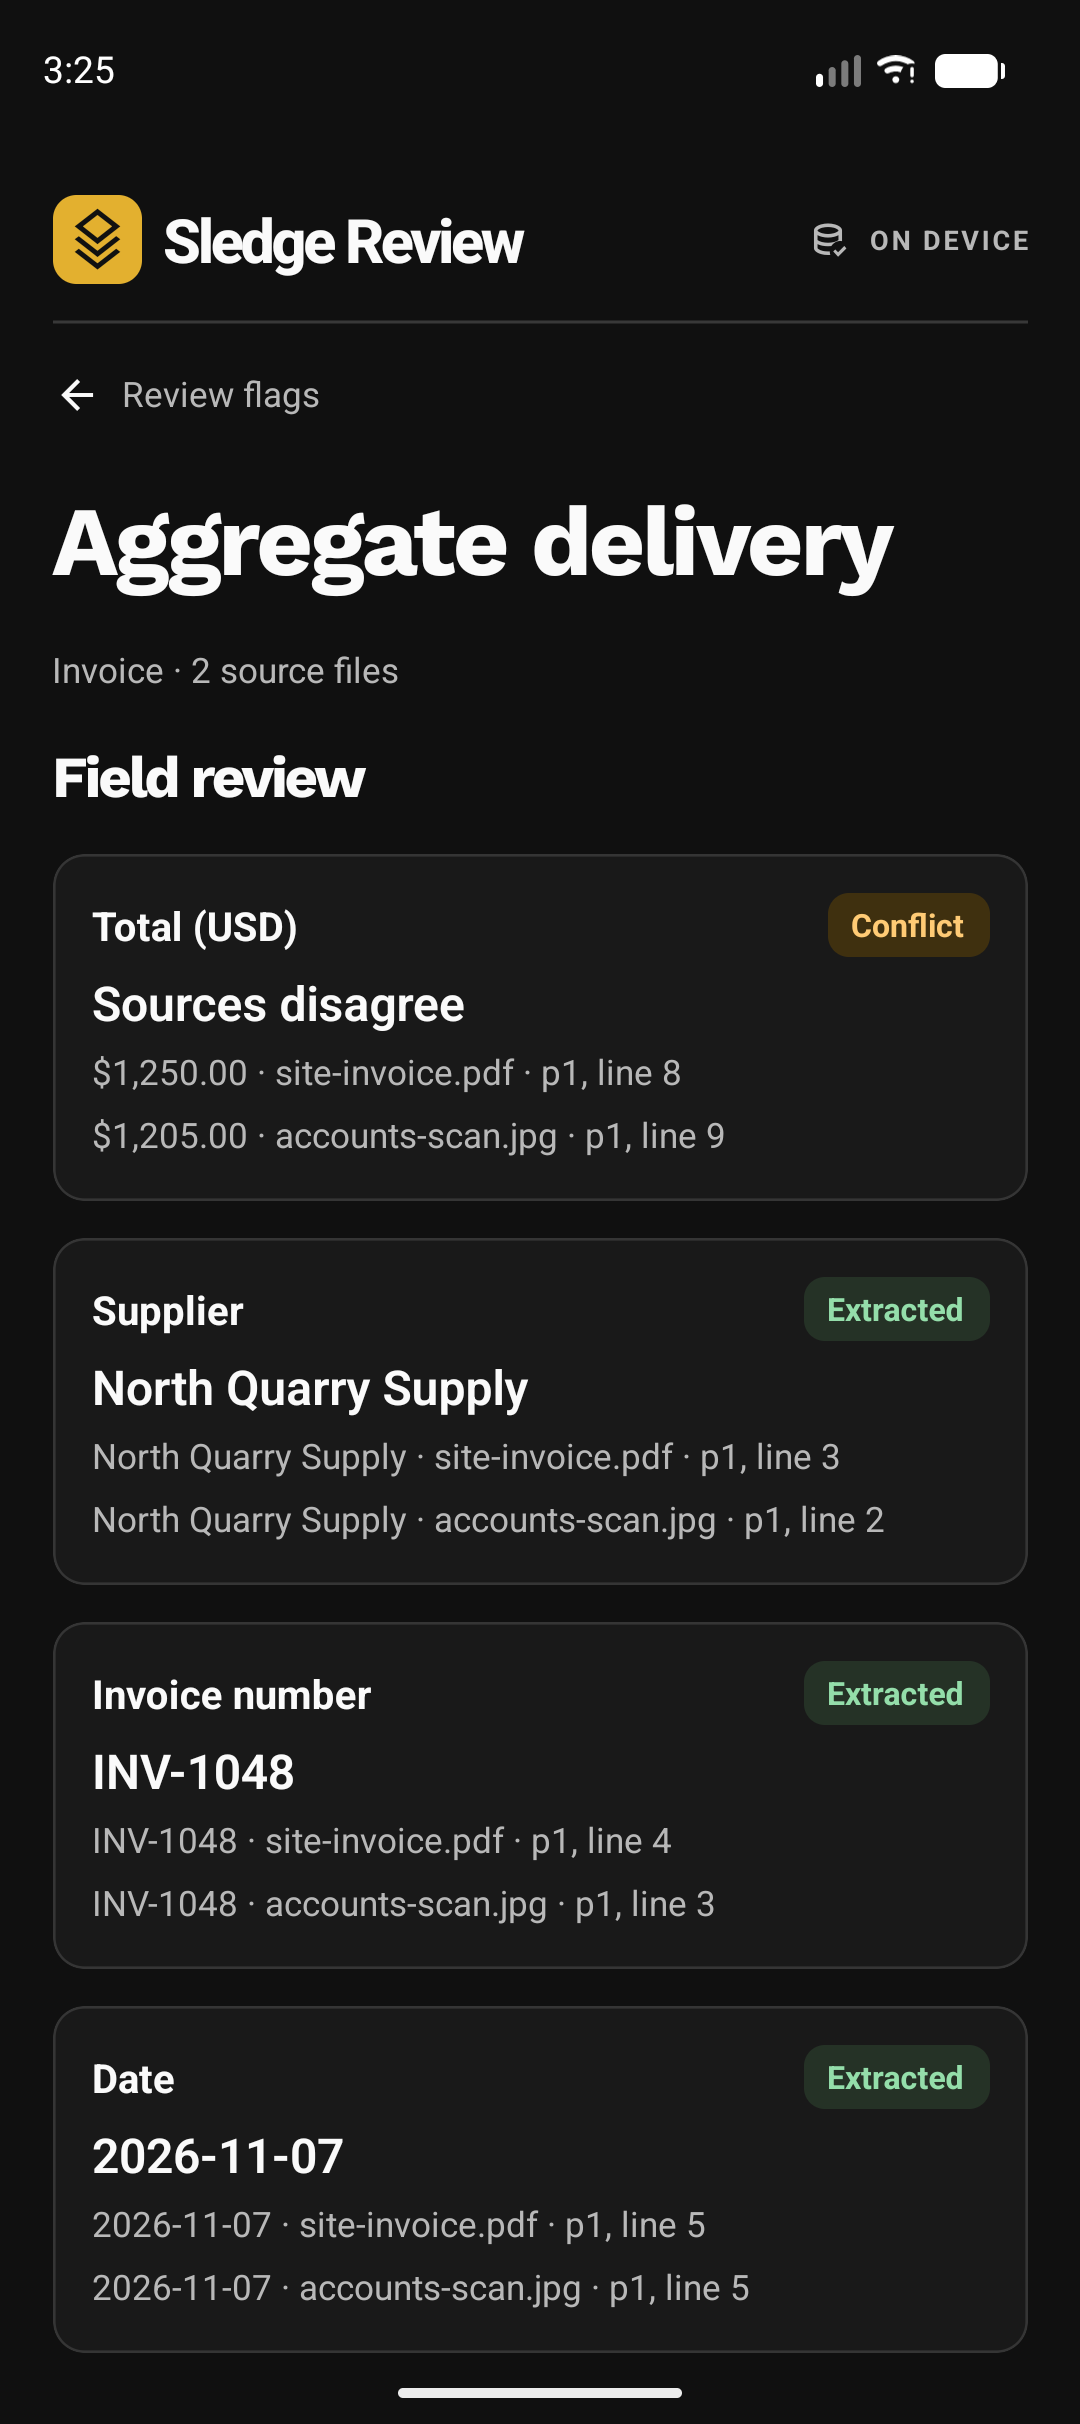 3:25
Sledge Review
ON DEVICE
Review flags
Aggregate delivery
Invoice · 2 source files
Field review
Total (USD)
Conflict
Sources disagree
$1,250.00 · site-invoice.pdf · p1, line 8
$1,205.00 · accounts-scan.jpg · p1, line 9
Supplier
Extracted
North Quarry Supply
North Quarry Supply · site-invoice.pdf · p1, line 3
North Quarry Supply · accounts-scan.jpg · p1, line 2
Invoice number
Extracted
INV-1048
INV-1048 · site-invoice.pdf · p1, line 4
INV-1048 · accounts-scan.jpg · p1, line 3
Date
Extracted
2026-11-07
2026-11-07 · site-invoice.pdf · p1, line 5
2026-11-07 · accounts-scan.jpg · p1, line 5